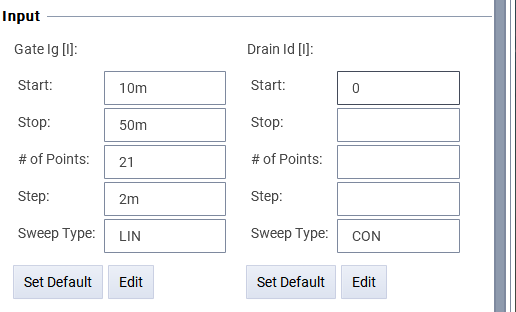 Input
Gate Ig [I]: Drain Id [I]:
Start: 10m Start: 0
Stop: 50m Stop:
# of Points: 21 # of Points:
Step: 2m Step:
Sweep Type: LIN Sweep Type: CON
Set Default Edit Set Default Edit